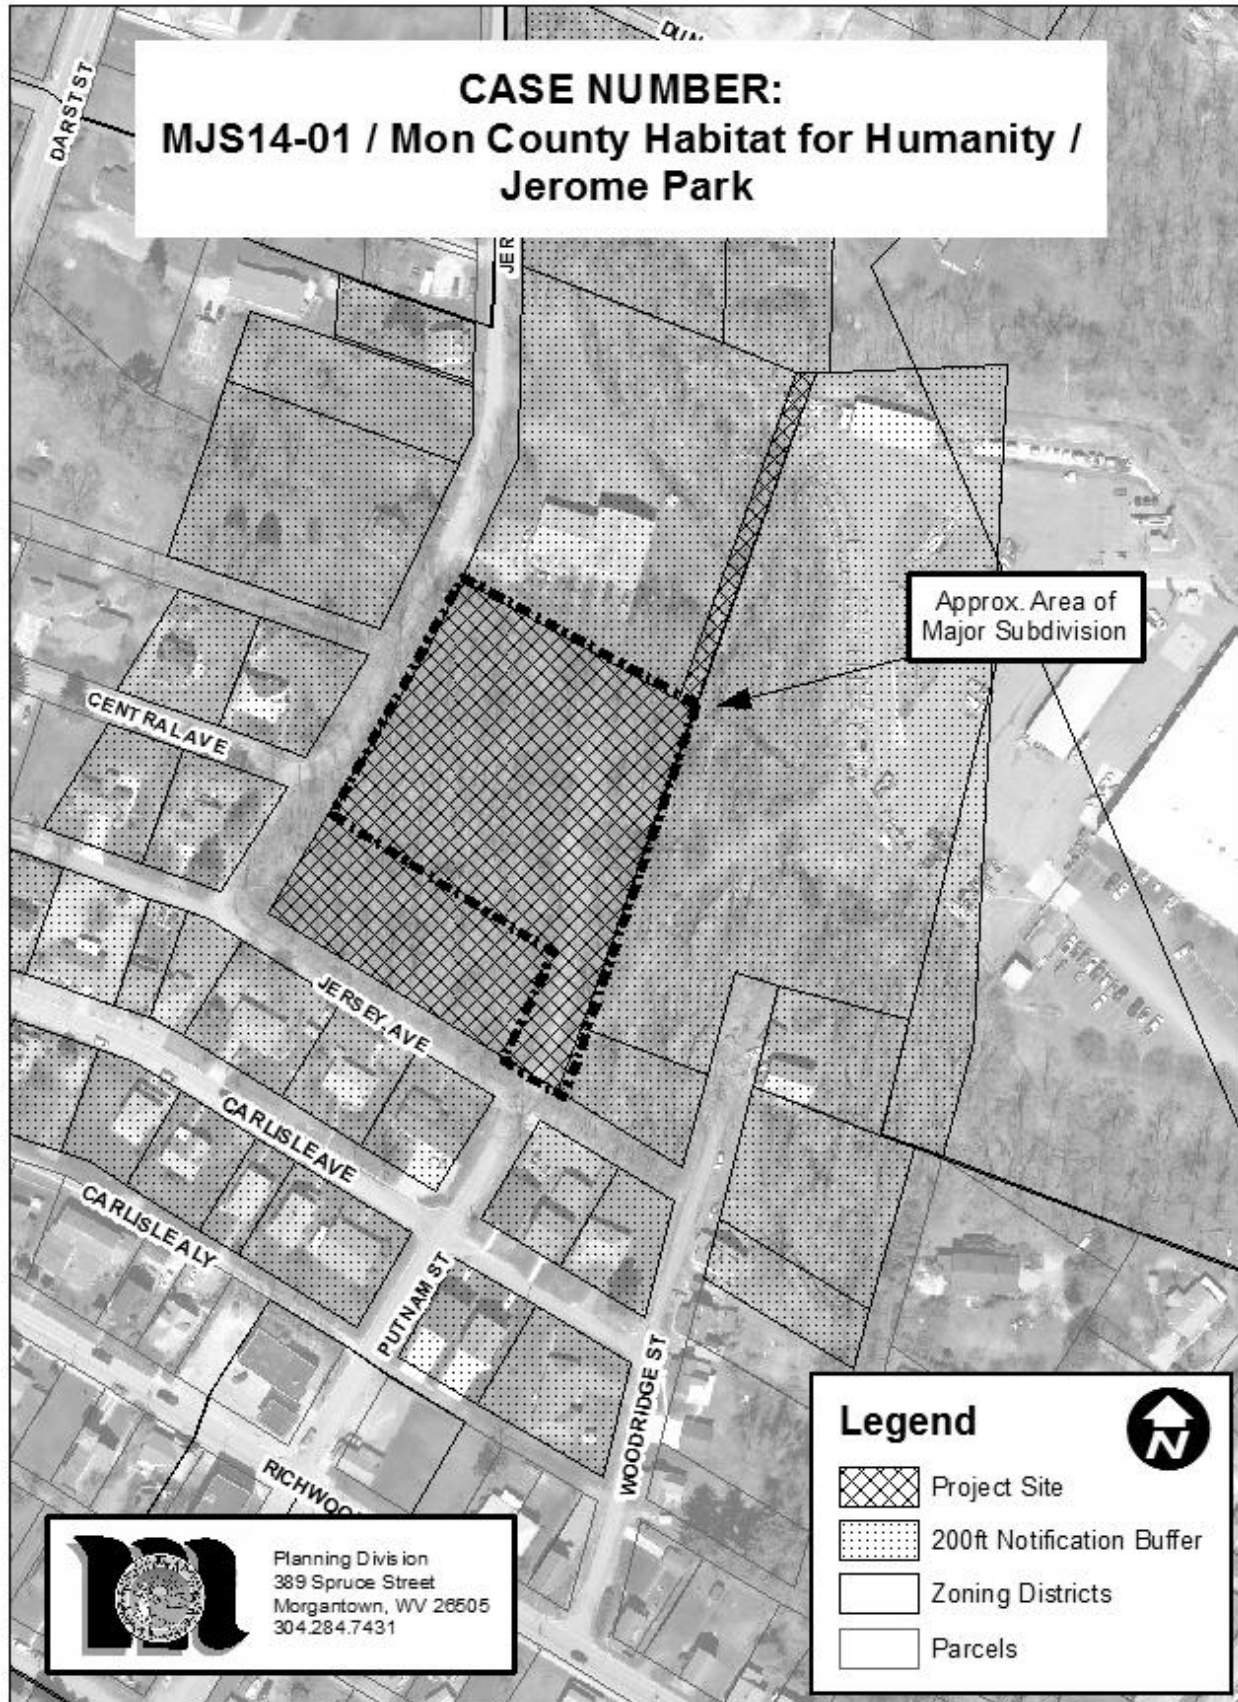 DARST ST
CASE NUMBER:
MJS14-01 / Mon County Habitat for Humanity /
Jerome Park
Approx. Area of
Major Subdivision
CENTRAL AVE
JERSEY AVE
CARLISLE AVE
CARLISLE ALY
PUTNAM ST
WOODRIDGE ST
Legend
N
Project Site
200ft Notification Buffer
Zoning Districts
Parcels
Planning Division
389 Spruce Street
Morgantown, WV 26505
304.284.7431